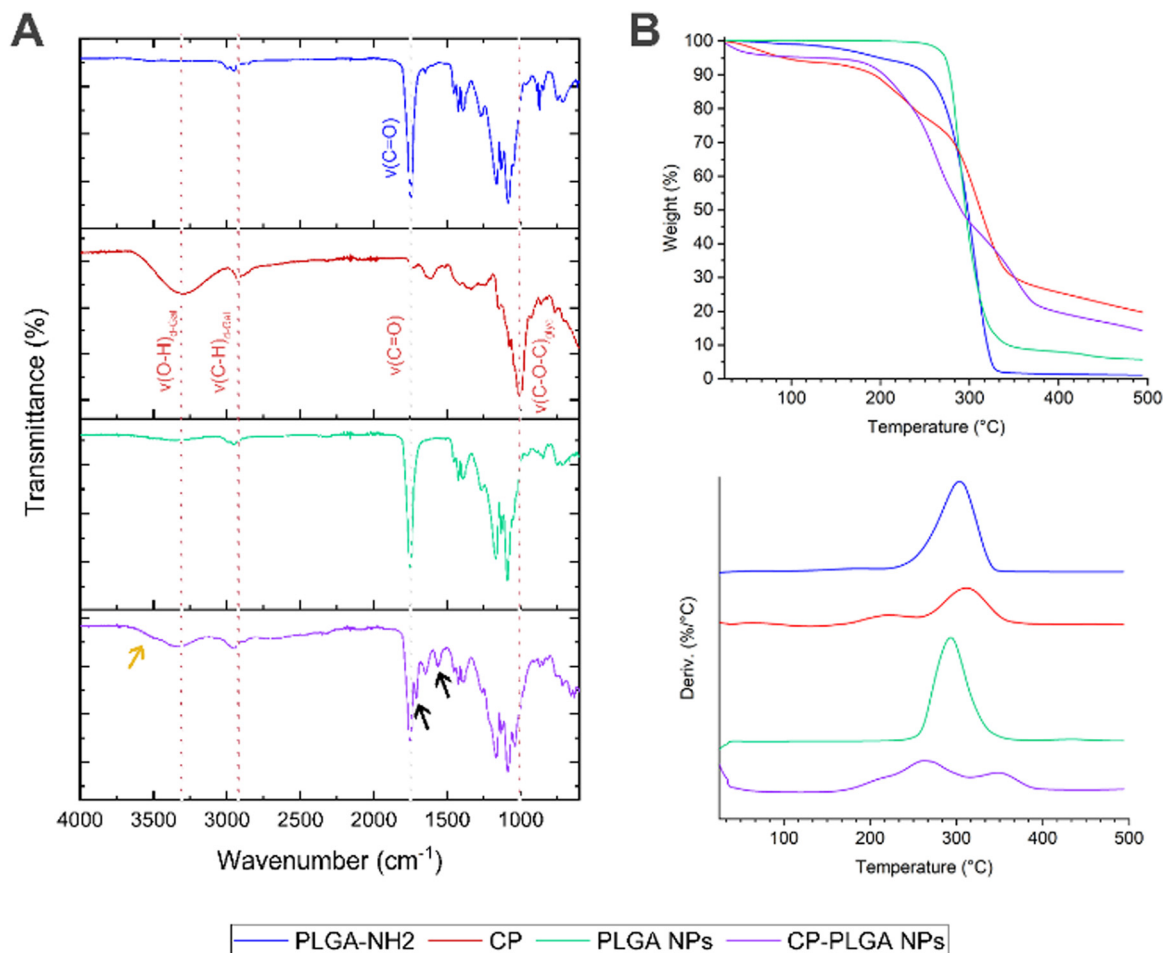 A
B
Transmittance (%)
ν(C=O)
ν(O-H)d-Gal
ν(C-H)d-Gal
ν(C=O)
ν(C-O-C)glyc
4000 3500 3000 2500 2000 1500 1000
Wavenumber (cm-1)
Weight (%)
100
90
80
70
60
50
40
30
20
10
0
100 200 300 400 500
Temperature (°C)
Deriv. (%/°C)
100 200 300 400 500
Temperature (°C)
PLGA-NH2 CP PLGA NPs CP-PLGA NPs